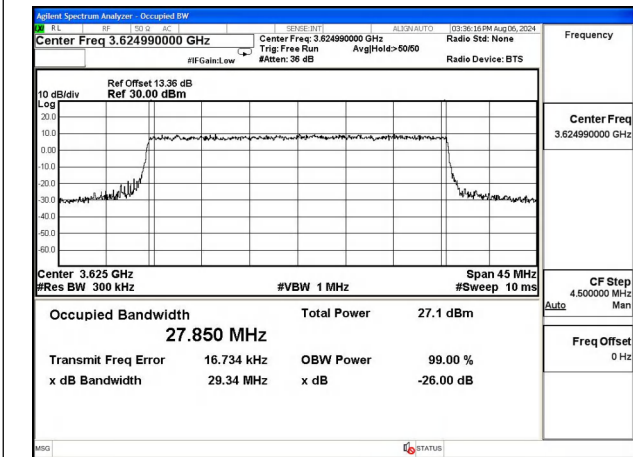 Agilent Spectrum Analyzer - Occupied BW
RL RF 50 Ω AC SENSE:INT ALIGN AUTO 03:36:16 PM Aug 06, 2024
Center Freq 3.624990000 GHz Center Freq: 3.624990000 GHz Radio Std: None
Trig: Free Run Avg|Hold:>50/50
#IFGain:Low #Atten: 36 dB Radio Device: BTS
Frequency
Ref Offset 13.36 dB
10 dB/div Ref 30.00 dBm
Log
20.0
10.0
0.00
-10.0
-20.0
-30.0
-40.0
-50.0
-60.0
Center Freq
3.624990000 GHz
Center 3.625 GHz Span 45 MHz
#Res BW 300 kHz #VBW 1 MHz #Sweep 10 ms
CF Step
4.500000 MHz
Auto Man
Occupied Bandwidth Total Power 27.1 dBm
27.850 MHz
Freq Offset
0 Hz
Transmit Freq Error 16.734 kHz OBW Power 99.00 %
x dB Bandwidth 29.34 MHz x dB -26.00 dB
MSG STATUS